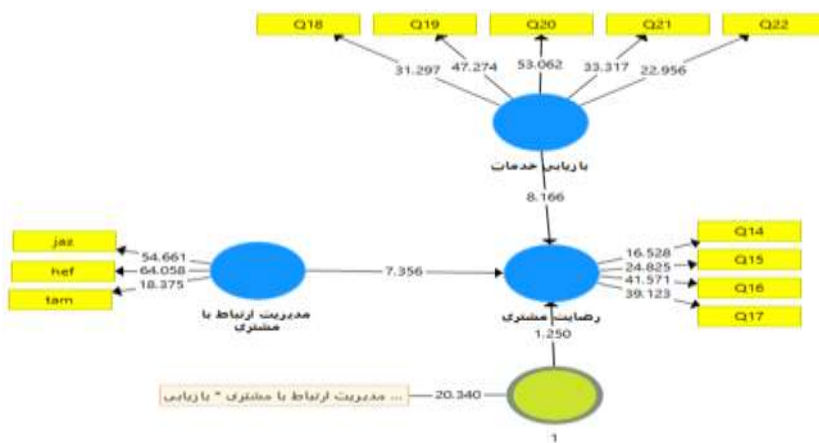 Q18 Q19 Q20 Q21 Q22
31.297 47.274 53.062 33.317 22.956
بازیابی خدمات
8.166
jaz
hef
tam
54.661
64.058
18.375
مدیریت ارتباط با
مشتری
7.356
رضایت مشتری
16.528
24.825
41.571
39.123
Q14
Q15
Q16
Q17
1.250
مدیریت ارتباط با مشتری * بازیابی ...
20.340
1